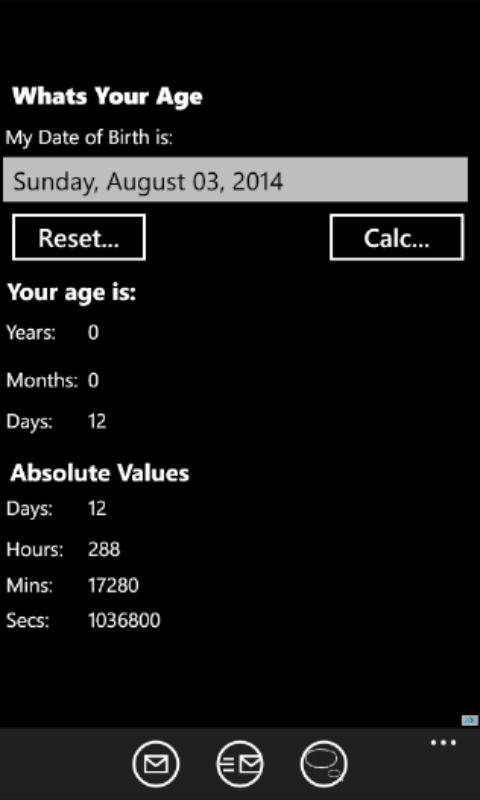 Whats Your Age
My Date of Birth is:
Sunday, August 03, 2014
Reset... Calc...
Your age is:
Years: 0
Months: 0
Days: 12
Absolute Values
Days: 12
Hours: 288
Mins: 17280
Secs: 1036800
...